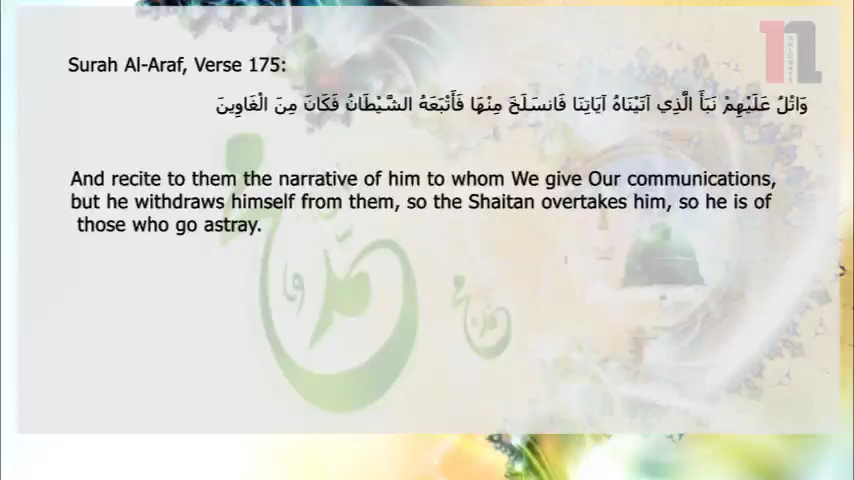 Surah Al-Araf, Verse 175:
وَاتْلُ عَلَيْهِمْ نَبَأَ الَّذِي آتَيْنَاهُ آيَاتِنَا فَانسَلَخَ مِنْهَا فَأَتْبَعَهُ الشَّيْطَانُ فَكَانَ مِنَ الْغَاوِينَ
And recite to them the narrative of him to whom We give Our communications,
but he withdraws himself from them, so the Shaitan overtakes him, so he is of
those who go astray.